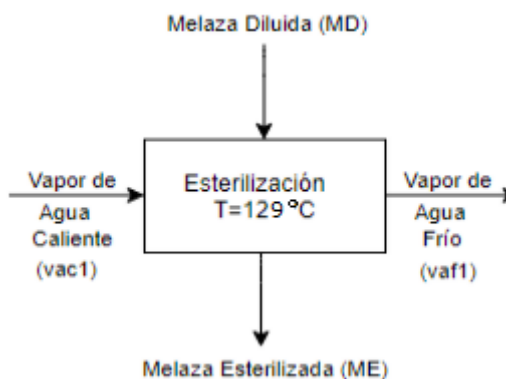 Melaza Diluida (MD)
Vapor de
Agua
Caliente
(vac1)
Esterilización
T=129°C
Vapor de
Agua
Frío
(vaf1)
Melaza Esterilizada (ME)